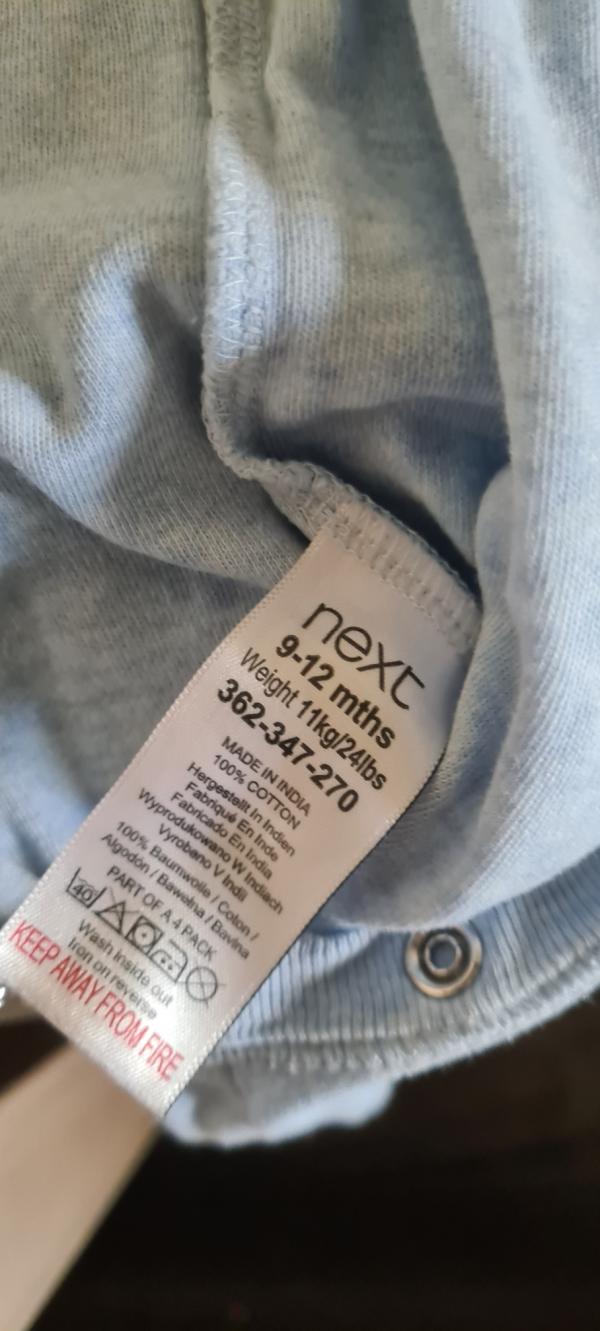 next
9-12 mths
Weight 11kg/24lbs
362-347-270
MADE IN INDIA
100% COTTON
Hergestellt In Indien
Fabriqué En Inde
Fabricado En India
Wyprodukowano W Indiach
Vyrobeno V Indii
100% Baumwolle / Coton /
Algodón / Bawełna / Bavlna
PART OF A 4 PACK
40
Wash inside out
Iron on reverse
KEEP AWAY FROM FIRE